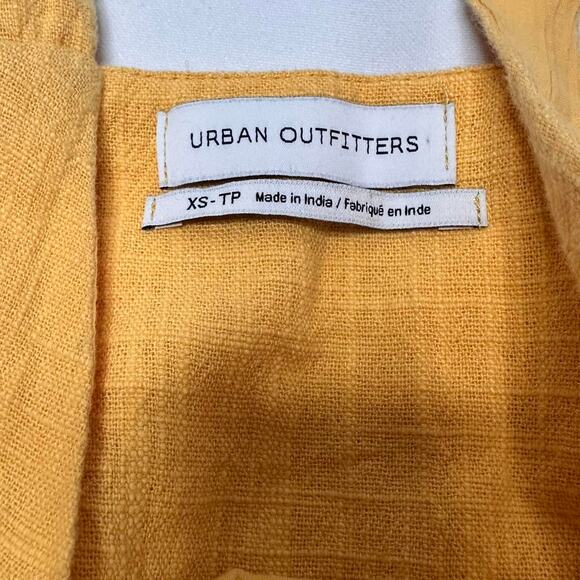 URBAN OUTFITTERS
XS-TP Made in India / Fabriqué en Inde